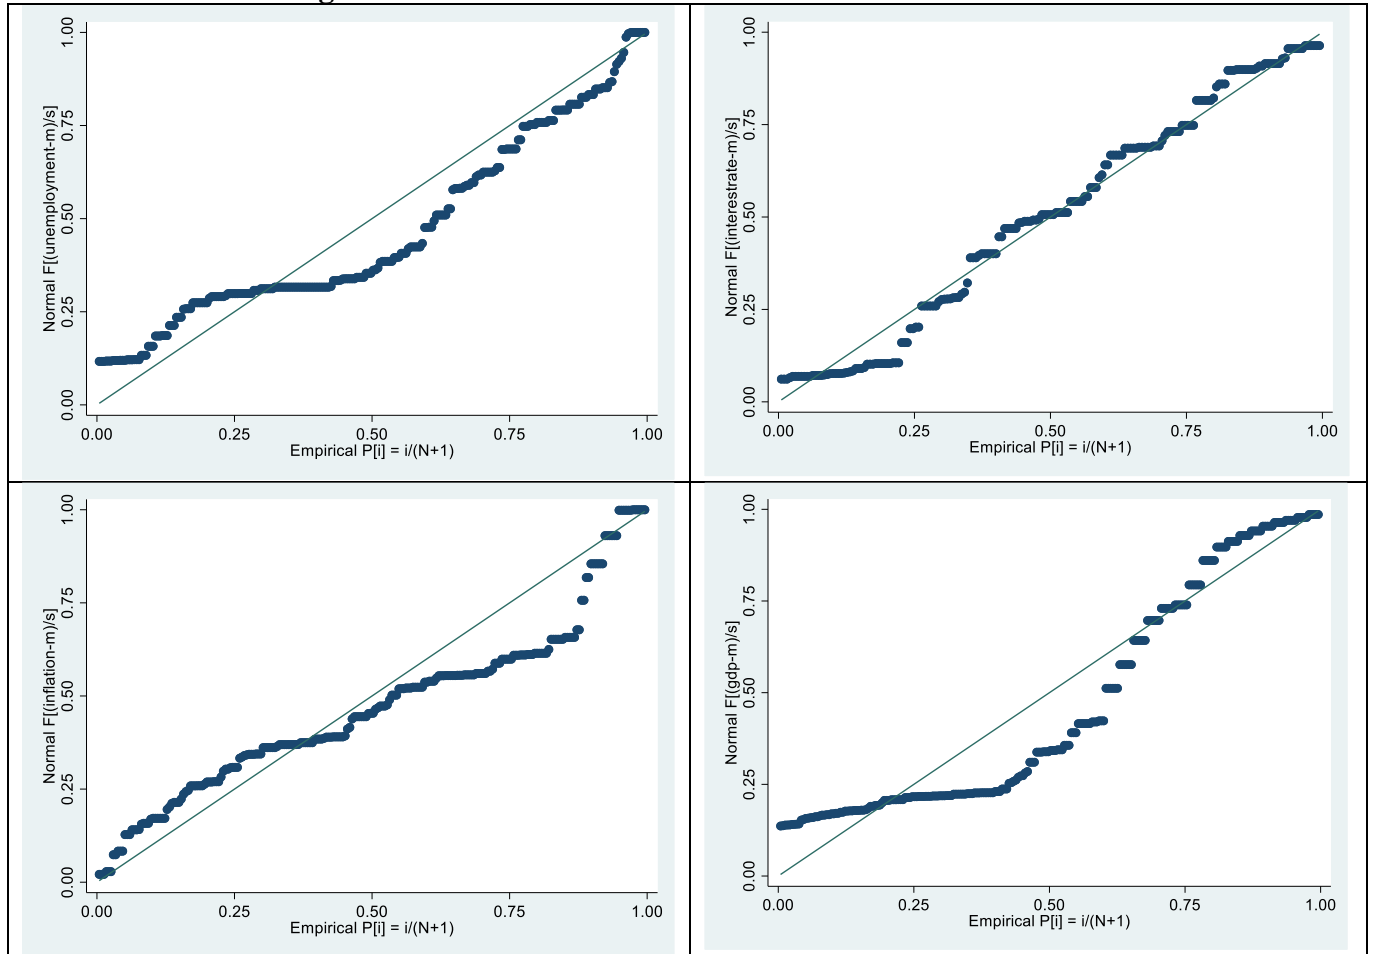 g
1.00
0.75
0.50
0.25
0.00
Normal F[(unemployment-m)/s]
0.00 0.25 0.50 0.75 1.00
Empirical P[i] = i/(N+1)
1.00
0.75
0.50
0.25
0.00
Normal F[(interestrate-m)/s]
0.00 0.25 0.50 0.75 1.00
Empirical P[i] = i/(N+1)
1.00
0.75
0.50
0.25
0.00
Normal F[(inflation-m)/s]
0.00 0.25 0.50 0.75 1.00
Empirical P[i] = i/(N+1)
1.00
0.75
0.50
0.25
0.00
Normal F[(gdp-m)/s]
0.00 0.25 0.50 0.75 1.00
Empirical P[i] = i/(N+1)